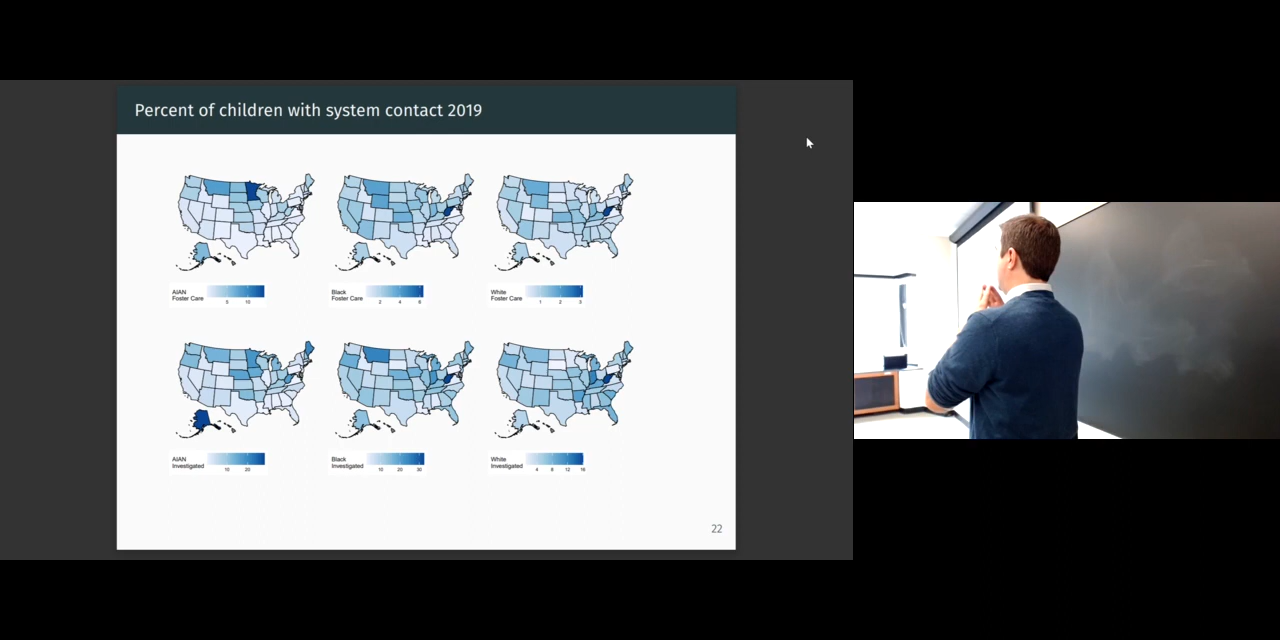 Percent of children with system contact 2019
AIAN
Foster Care
5 10
Black
Foster Care
2 4 6
White
Foster Care
1 2 3
AIAN
Investigated
10 20
Black
Investigated
10 20 30
White
Investigated
4 8 12 16
22